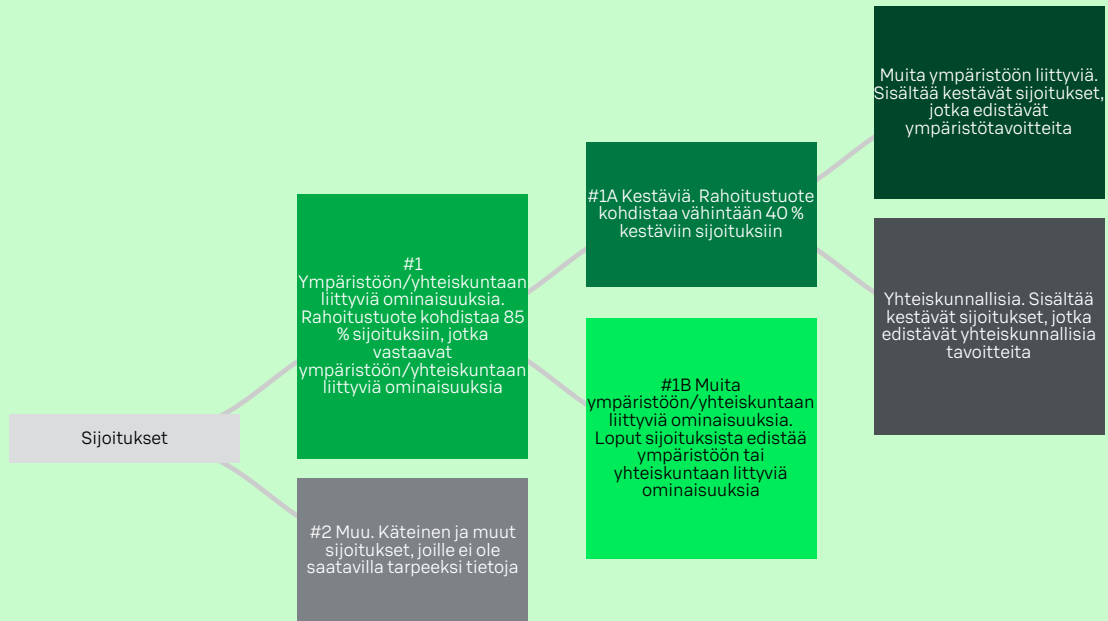 Sijoitukset
#1
Ympäristöön/yhteiskuntaan
liittyviä ominaisuuksia.
Rahoitustuote kohdistaa 85
% sijoituksiin, jotka
vastaavat
ympäristöön/yhteiskuntaan
liittyviä ominaisuuksia
#2 Muu. Käteinen ja muut
sijoitukset, joille ei ole
saatavilla tarpeeksi tietoja
#1A Kestäviä. Rahoitustuote
kohdistaa vähintään 40 %
kestäviin sijoituksiin
#1B Muita
ympäristöön/yhteiskuntaan
liittyviä ominaisuuksia.
Loput sijoituksista edistää
ympäristöön tai
yhteiskuntaan littyviä
ominaisuuksia
Muita ympäristöön liittyviä.
Sisältää kestävät sijoitukset,
jotka edistävät
ympäristötavoitteita
Yhteiskunnallisia. Sisältää
kestävät sijoitukset, jotka
edistävät yhteiskunnallisia
tavoitteita